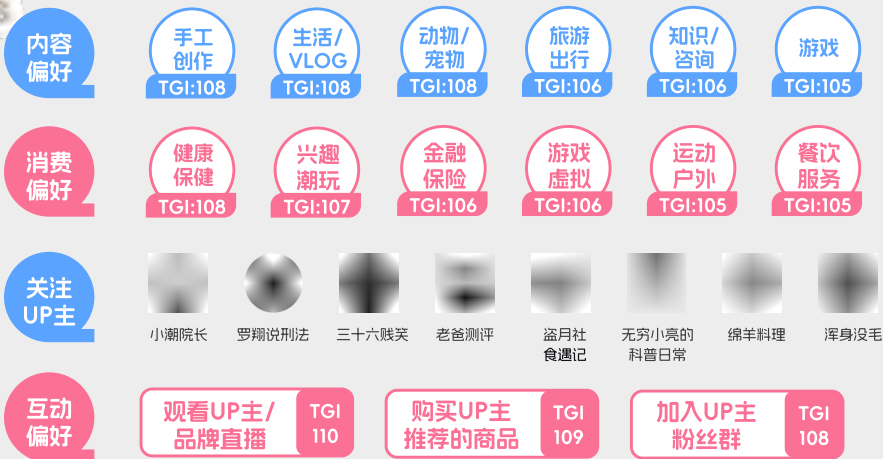 内容
偏好
手工
创作
TGI:108
生活/
VLOG
TGI:108
动物/
宠物
TGI:108
旅游
出行
TGI:106
知识/
咨询
TGI:106
游戏
TGI:105
消费
偏好
健康
保健
TGI:108
兴趣
潮玩
TGI:107
金融
保险
TGI:106
游戏
虚拟
TGI:106
运动
户外
TGI:105
餐饮
服务
TGI:105
关注
UP主
小潮院长
罗翔说刑法
三十六贱笑
老爸测评
盗月社
食遇记
无穷小亮的
科普日常
绵羊料理
浑身没毛
互动
偏好
观看UP主/
品牌直播
TGI
110
购买UP主
推荐的商品
TGI
109
加入UP主
粉丝群
TGI
108